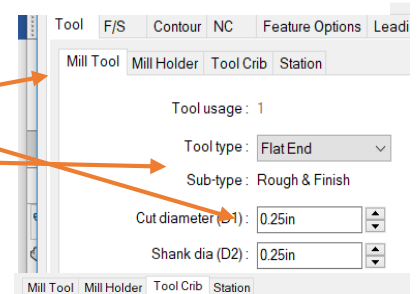 Tool F/S Contour NC Feature Options Leadi
Mill Tool Mill Holder Tool Crib Station
Tool usage : 1
Tool type : Flat End
Sub-type : Rough & Finish
Cut diameter (D1) : 0.25in
Shank dia (D2) : 0.25in
Mill Tool Mill Holder Tool Crib Station